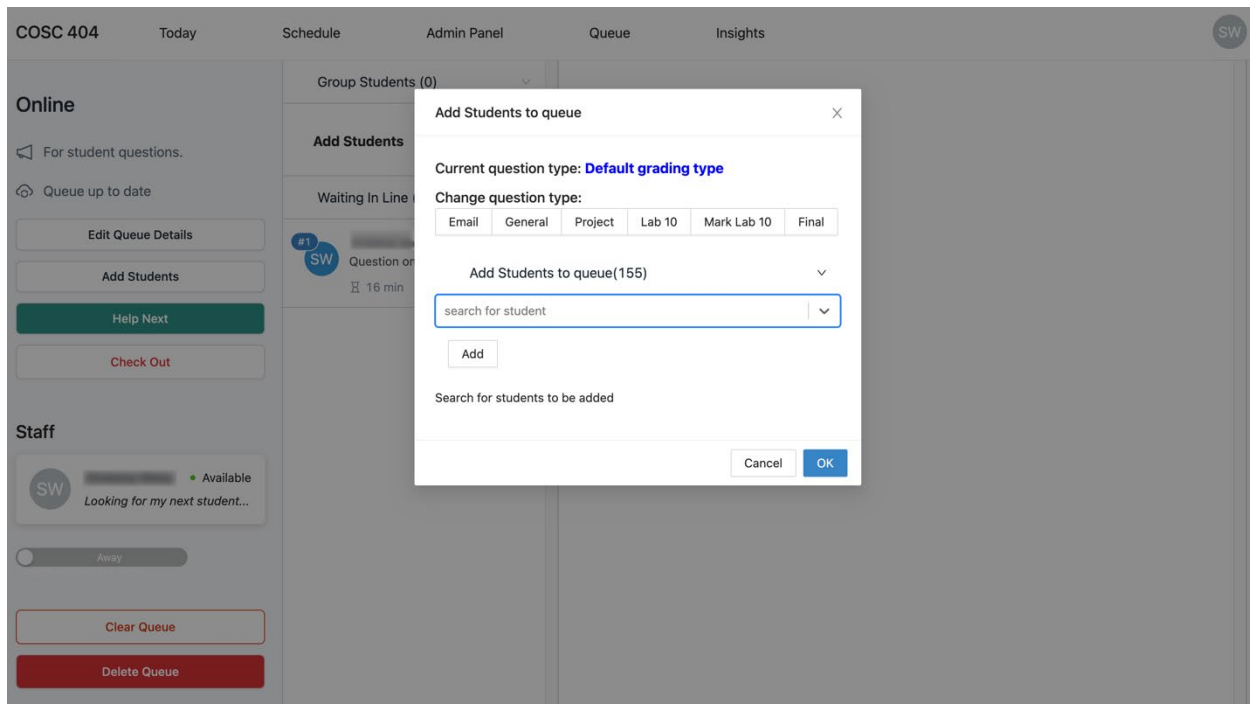 COSC 404 Today Schedule Admin Panel Queue Insights SW
Online
For student questions.
Queue up to date
Edit Queue Details
Add Students
Help Next
Check Out
Staff
SW Available
Looking for my next student...
Away
Clear Queue
Delete Queue
Group Students (0)
Add Students
Waiting In Line
#1
SW
Question on
16 min
Add Students to queue
Current question type: Default grading type
Change question type:
Email General Project Lab 10 Mark Lab 10 Final
Add Students to queue(155)
search for student
Add
Search for students to be added
Cancel OK